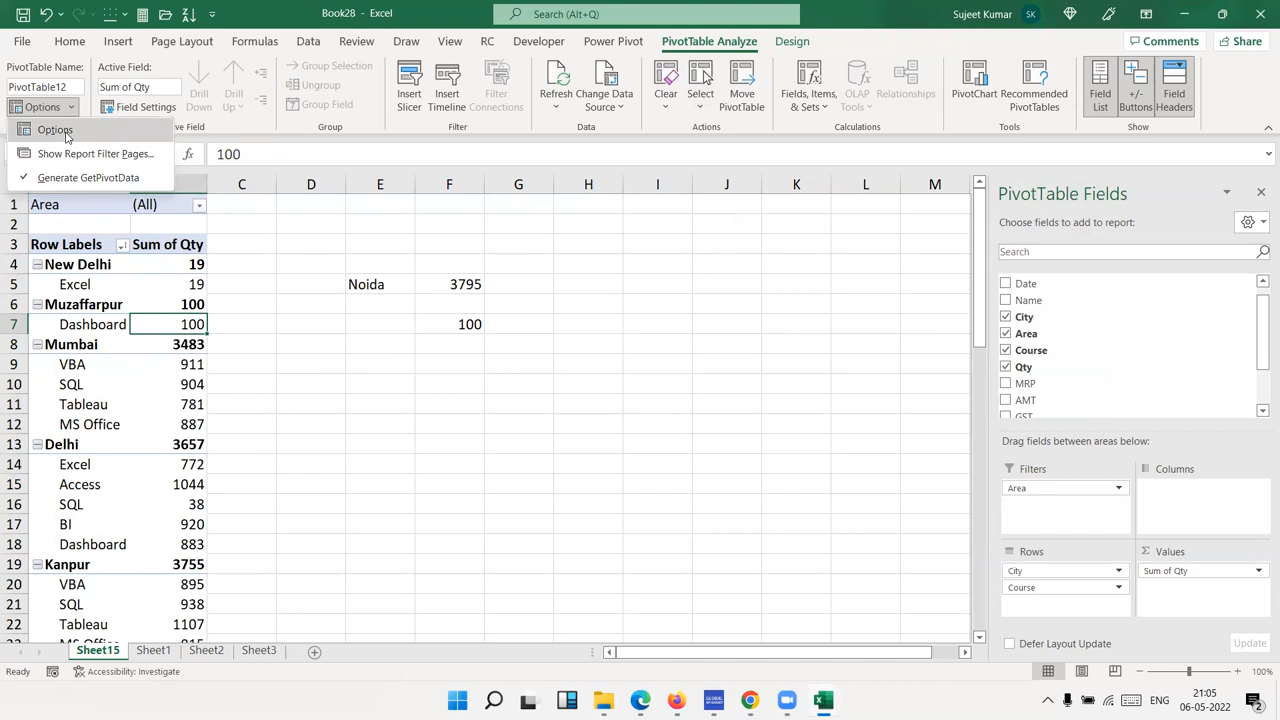 Book28 - Excel
Search (Alt+Q)
Sujeet Kumar
SK
File Home Insert Page Layout Formulas Data Review Draw View RC Developer Power Pivot PivotTable Analyze Design Comments Share
PivotTable Name:
PivotTable12
Options
Active Field:
Sum of Qty
Field Settings
Drill Down
Drill Up
Group Selection
Ungroup
Group Field
Insert Slicer
Insert Timeline
Filter Connections
Refresh
Change Data Source
Clear
Select
Move PivotTable
Fields, Items, & Sets
OLAP Tools
Relationships
PivotChart
Recommended PivotTables
Field List
+/- Buttons
Field Headers
ve Field Group Filter Data Actions Calculations Tools Show
Options
Show Report Filter Pages...
Generate GetPivotData
fx 100
C D E F G H I J K L M
1 Area (All)
2
3 Row Labels Sum of Qty
4 New Delhi 19
5 Excel 19 Noida 3795
6 Muzaffarpur 100
7 Dashboard 100 100
8 Mumbai 3483
9 VBA 911
10 SQL 904
11 Tableau 781
12 MS Office 887
13 Delhi 3657
14 Excel 772
15 Access 1044
16 SQL 38
17 BI 920
18 Dashboard 883
19 Kanpur 3755
20 VBA 895
21 SQL 938
22 Tableau 1107
PivotTable Fields
Choose fields to add to report:
Search
Date
Name
City
Area
Course
Qty
MRP
AMT
GST
Drag fields between areas below:
Filters Columns
Area
Rows Values
City Sum of Qty
Course
Defer Layout Update Update
Sheet15 Sheet1 Sheet2 Sheet3
Ready Accessibility: Investigate 100%
ENG
21:05
06-05-2022
2